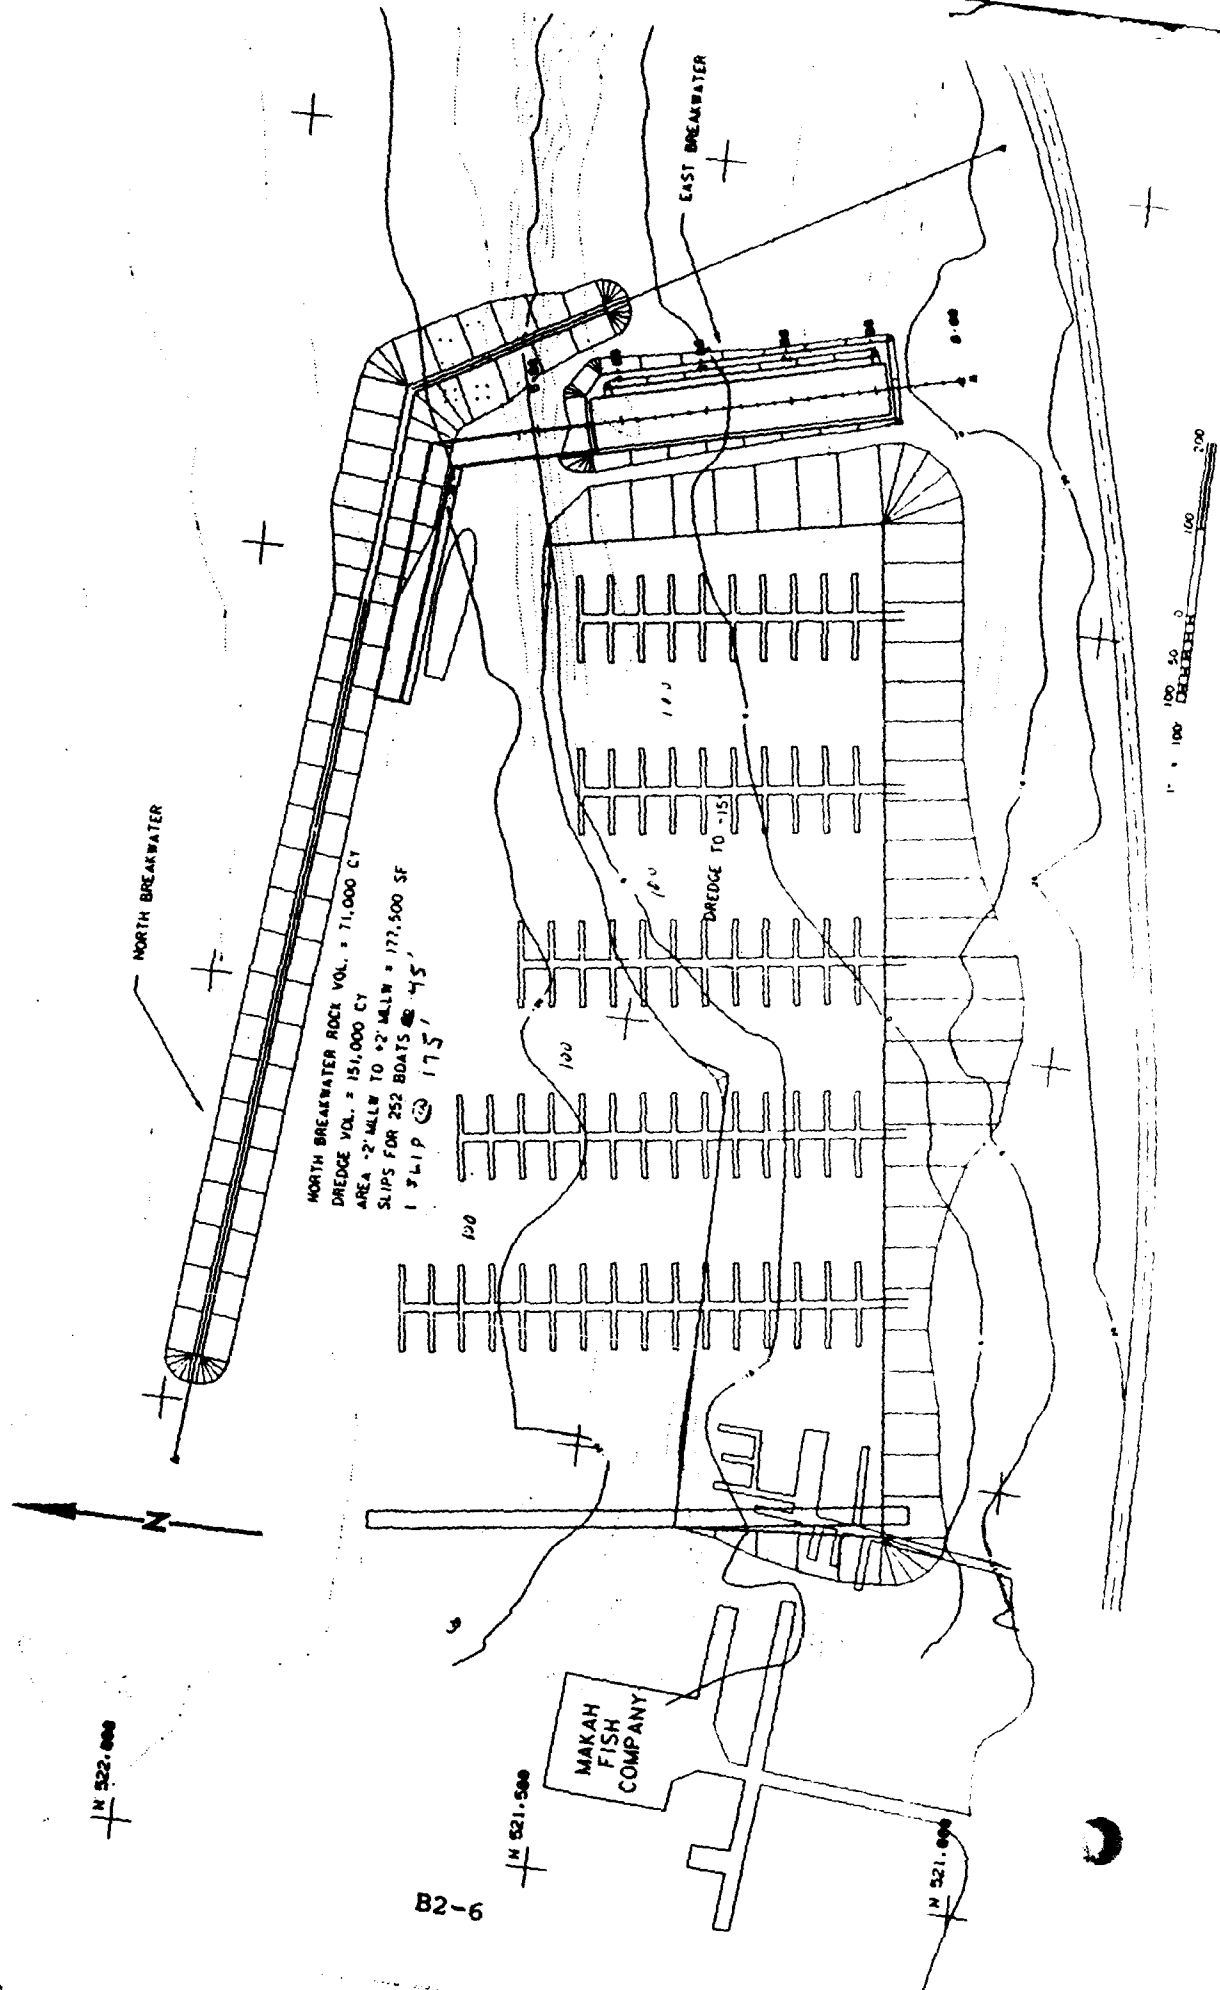 NORTH BREAKWATER
EAST BREAKWATER
NORTH BREAKWATER ROCK VOL. = 71,000 CY
DREDGE VOL. = 151,000 CY
AREA -2' MLLW TO +2' MLLW = 177,500 SF
SLIPS FOR 252 BOATS @ 45'
1 SLIP @ 175'
100
100
100
100
DREDGE TO -15'
N
MAKAH
FISH
COMPANY
N 522,000
N 521,500
N 521,000
1" = 100'
100 50 0 100 200
B2-6